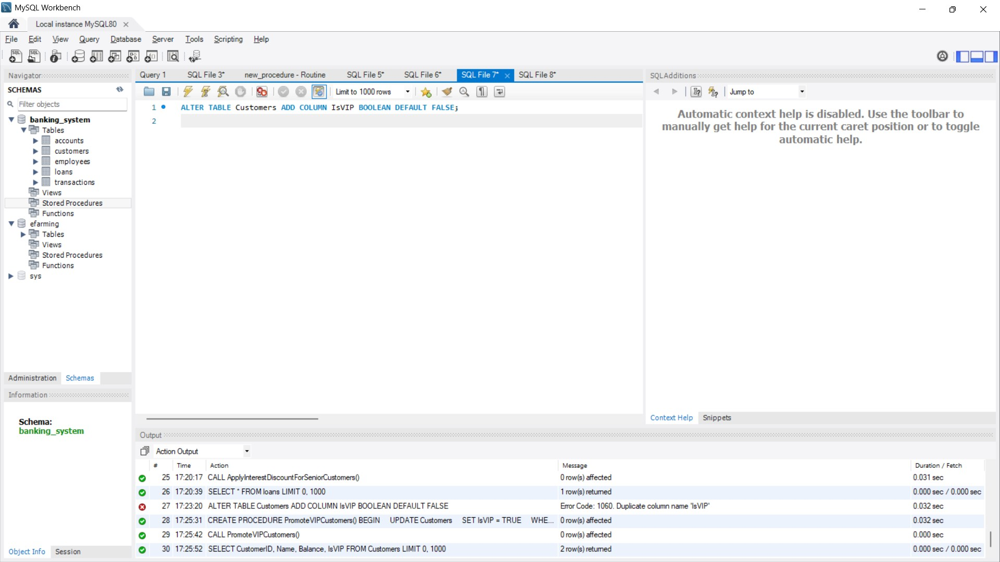 MySQL Workbench
Local instance MySQL80
File Edit View Query Database Server Tools Scripting Help
Navigator
SCHEMAS
Filter objects
banking_system
Tables
accounts
customers
employees
loans
transactions
Views
Stored Procedures
Functions
efarming
Tables
Views
Stored Procedures
Functions
sys
Administration Schemas
Information
Schema:
banking_system
Object Info Session
Query 1 SQL File 3* new_procedure - Routine SQL File 5* SQL File 6* SQL File 7* SQL File 8*
Limit to 1000 rows
1 ALTER TABLE Customers ADD COLUMN IsVIP BOOLEAN DEFAULT FALSE;
2
SQLAdditions
Jump to
Automatic context help is disabled. Use the toolbar to
manually get help for the current caret position or to toggle
automatic help.
Context Help Snippets
Output
Action Output
# Time Action Message Duration / Fetch
25 17:20:17 CALL ApplyInterestDiscountForSeniorCustomers() 0 row(s) affected 0.031 sec
26 17:20:39 SELECT * FROM loans LIMIT 0, 1000 1 row(s) returned 0.000 sec / 0.000 sec
27 17:23:20 ALTER TABLE Customers ADD COLUMN IsVIP BOOLEAN DEFAULT FALSE Error Code: 1060. Duplicate column name 'IsVIP' 0.032 sec
28 17:25:31 CREATE PROCEDURE PromoteVIPCustomers() BEGIN UPDATE Customers SET IsVIP = TRUE WHE... 0 row(s) affected 0.032 sec
29 17:25:42 CALL PromoteVIPCustomers() 0 row(s) affected 0.000 sec
30 17:25:52 SELECT CustomerID, Name, Balance, IsVIP FROM Customers LIMIT 0, 1000 2 row(s) returned 0.000 sec / 0.000 sec